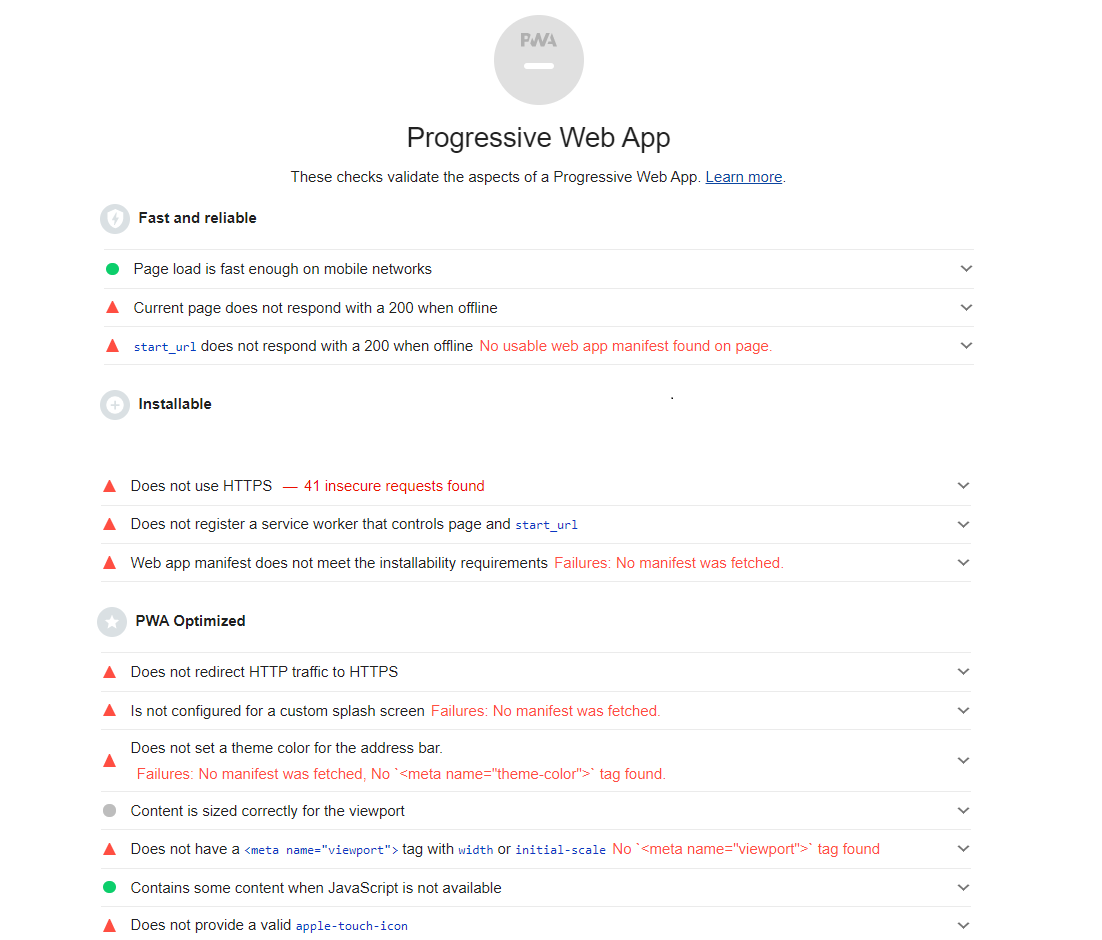 PWA
Progressive Web App
These checks validate the aspects of a Progressive Web App. Learn more.
Fast and reliable
Page load is fast enough on mobile networks
Current page does not respond with a 200 when offline
start_url does not respond with a 200 when offline No usable web app manifest found on page.
Installable
Does not use HTTPS — 41 insecure requests found
Does not register a service worker that controls page and start_url
Web app manifest does not meet the installability requirements Failures: No manifest was fetched.
PWA Optimized
Does not redirect HTTP traffic to HTTPS
Is not configured for a custom splash screen Failures: No manifest was fetched.
Does not set a theme color for the address bar.
Failures: No manifest was fetched, No `<meta name="theme-color">` tag found.
Content is sized correctly for the viewport
Does not have a <meta name="viewport"> tag with width or initial-scale No `<meta name="viewport">` tag found
Contains some content when JavaScript is not available
Does not provide a valid apple-touch-icon